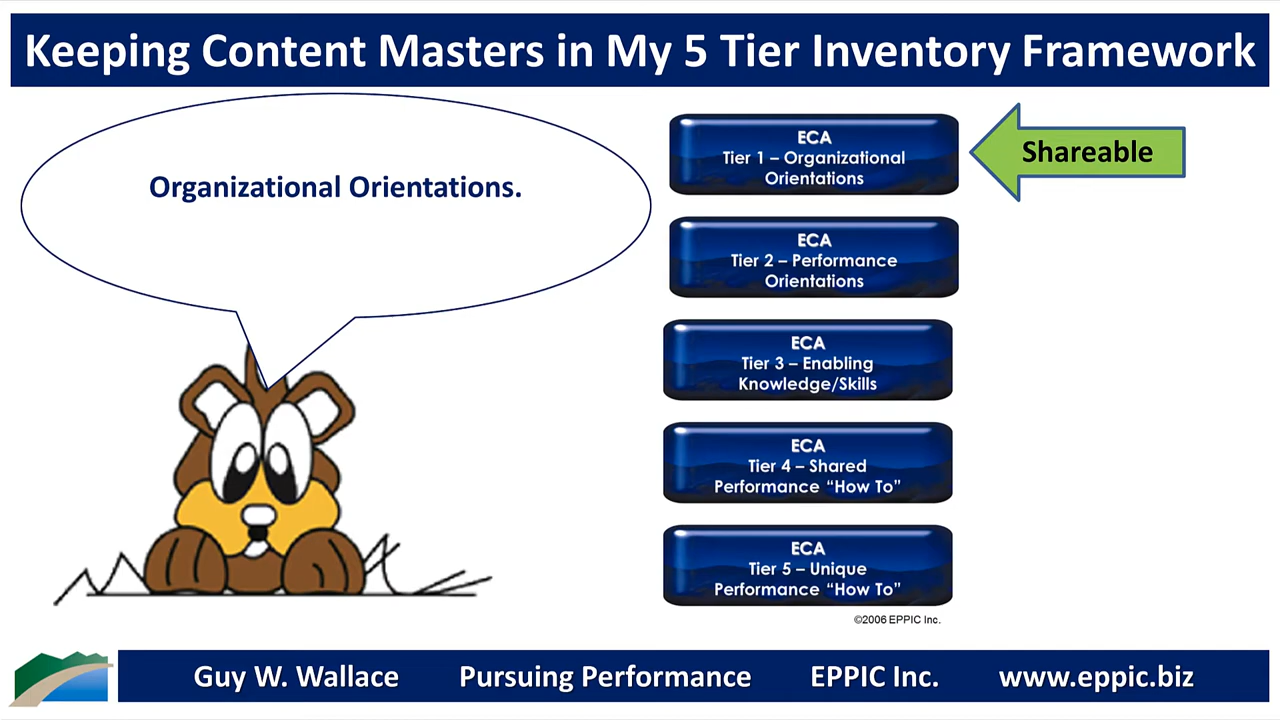 Keeping Content Masters in My 5 Tier Inventory Framework
Organizational Orientations.
ECA
Tier 1 – Organizational
Orientations
Shareable
ECA
Tier 2 – Performance
Orientations
ECA
Tier 3 – Enabling
Knowledge/Skills
ECA
Tier 4 – Shared
Performance “How To”
ECA
Tier 5 – Unique
Performance “How To”
©2006 EPPIC Inc.
Guy W. Wallace Pursuing Performance EPPIC Inc. www.eppic.biz